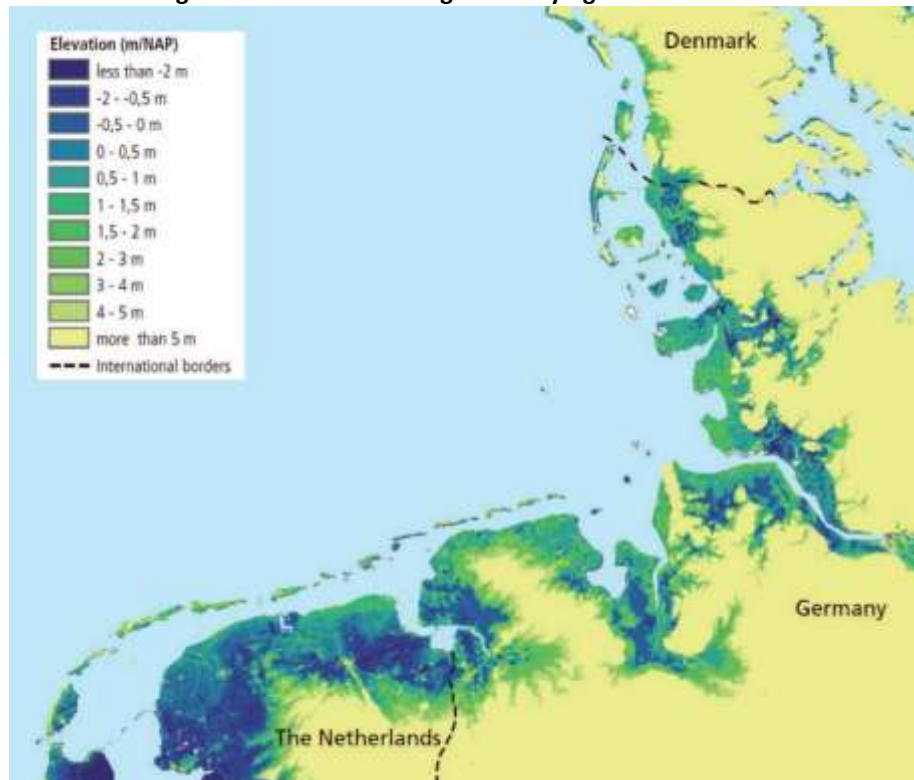 Elevation (m/NAP)
less than -2 m
-2 - -0,5 m
-0,5 - 0 m
0 - 0,5 m
0,5 - 1 m
1 - 1,5 m
1,5 - 2 m
2 - 3 m
3 - 4 m
4 - 5 m
more than 5 m
International borders
Denmark
Germany
The Netherlands